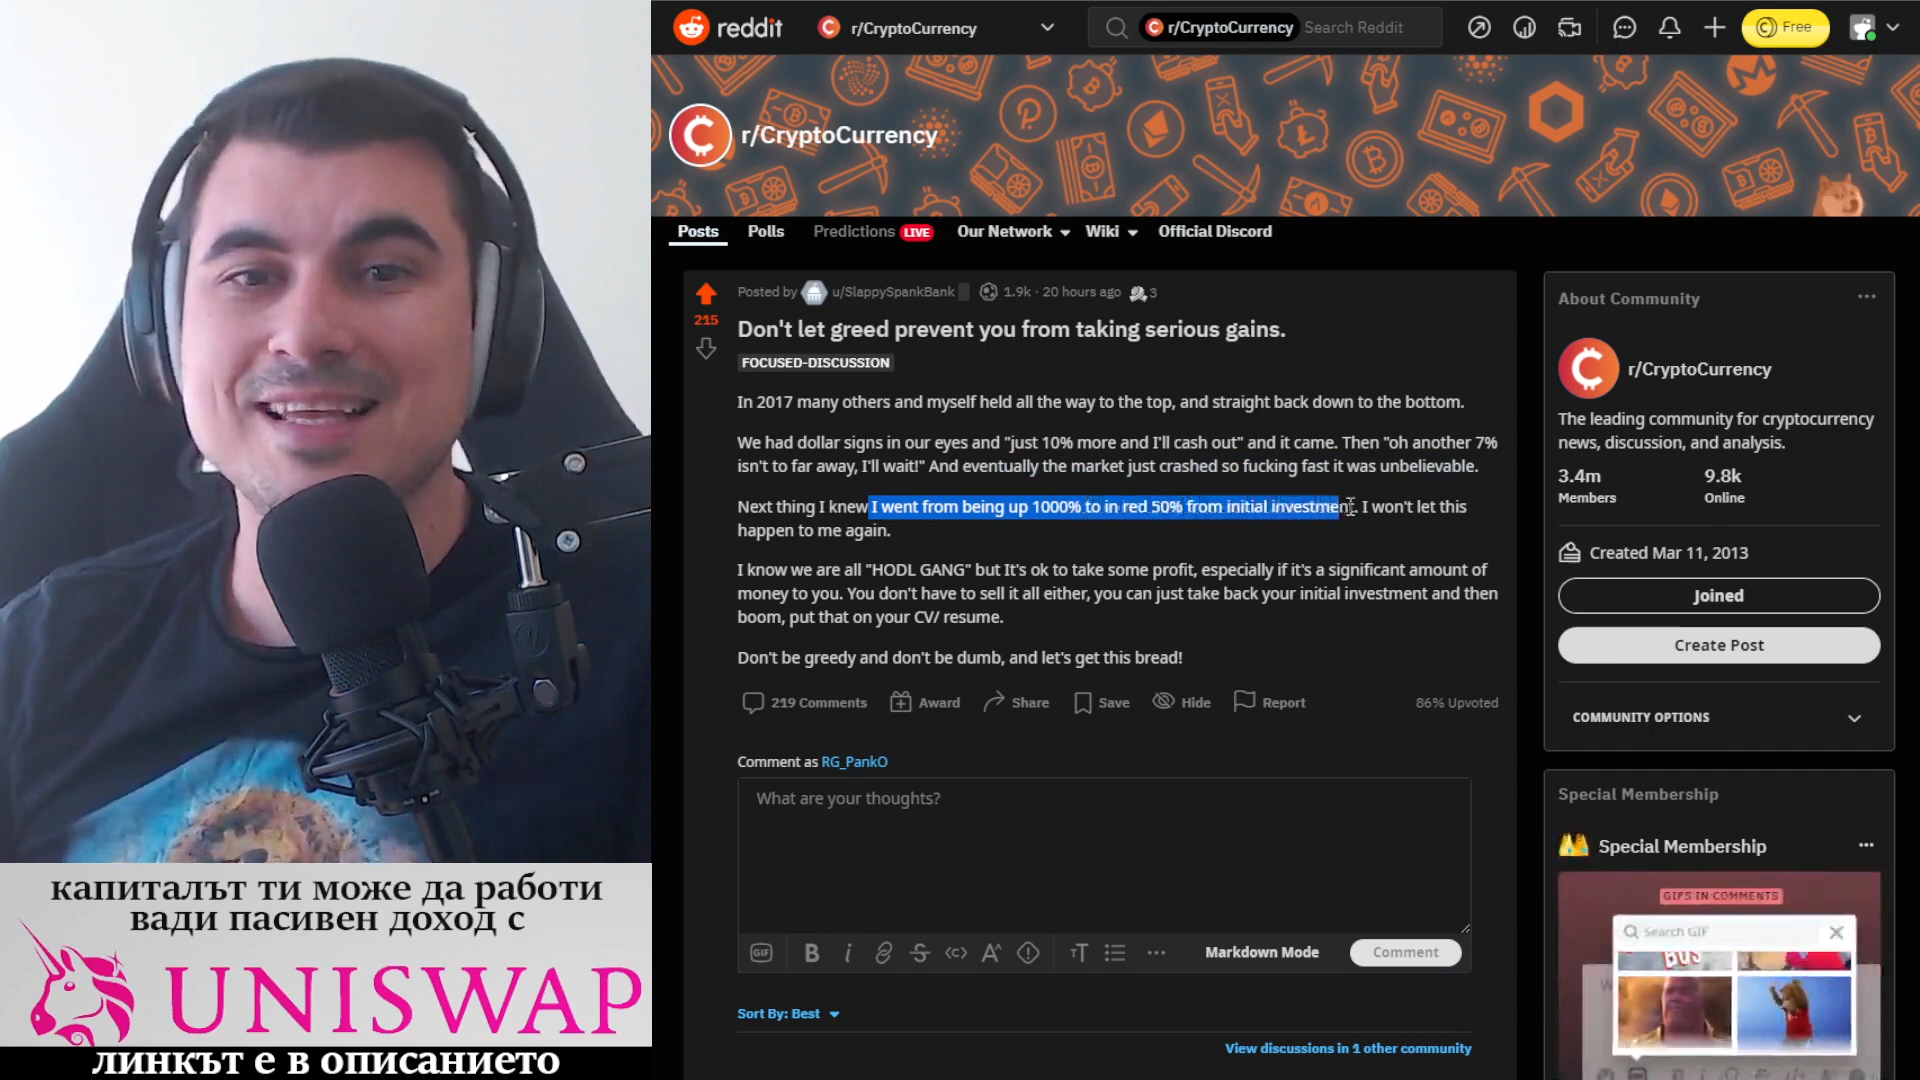 reddit
r/CryptoCurrency
r/CryptoCurrency Search Reddit
Free
r/CryptoCurrency
Posts
Polls
Predictions LIVE
Our Network
Wiki
Official Discord
215
Posted by u/SlappySpankBank 1.9k · 20 hours ago 3
Don't let greed prevent you from taking serious gains.
FOCUSED-DISCUSSION
In 2017 many others and myself held all the way to the top, and straight back down to the bottom.
We had dollar signs in our eyes and "just 10% more and I'll cash out" and it came. Then "oh another 7%
isn't to far away, I'll wait!" And eventually the market just crashed so fucking fast it was unbelievable.
Next thing I knew I went from being up 1000% to in red 50% from initial investment. I won't let this
happen to me again.
I know we are all "HODL GANG" but It's ok to take some profit, especially if it's a significant amount of
money to you. You don't have to sell it all either, you can just take back your initial investment and then
boom, put that on your CV/ resume.
Don't be greedy and don't be dumb, and let's get this bread!
219 Comments
Award
Share
Save
Hide
Report
86% Upvoted
Comment as RG_PankO
What are your thoughts?
GIF
Markdown Mode
Comment
Sort By: Best
View discussions in 1 other community
About Community
r/CryptoCurrency
The leading community for cryptocurrency
news, discussion, and analysis.
3.4m
Members
9.8k
Online
Created Mar 11, 2013
Joined
Create Post
COMMUNITY OPTIONS
Special Membership
Special Membership
GIFS IN COMMENTS
Search GIF
капиталът ти може да работи
вади пасивен доход с
UNISWAP
линкът е в описанието